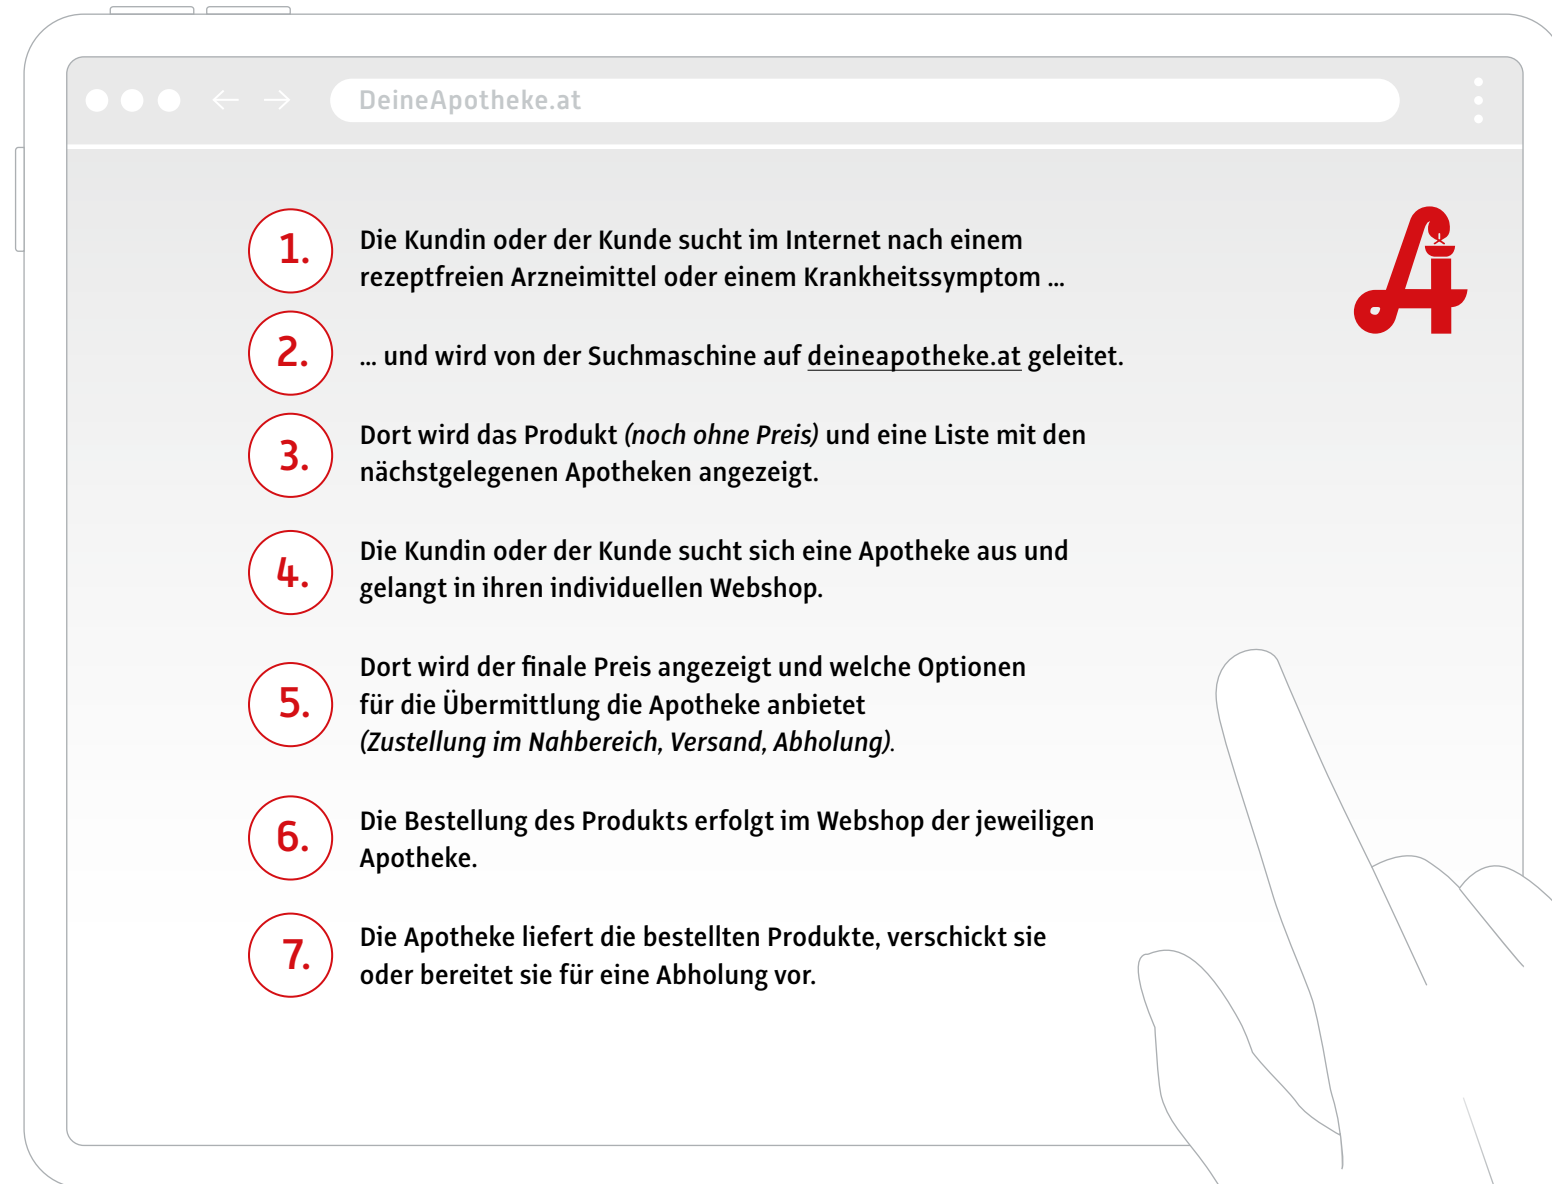 DeineApotheke.at
1.
Die Kundin oder der Kunde sucht im Internet nach einem
rezeptfreien Arzneimittel oder einem Krankheitssymptom ...
2.
... und wird von der Suchmaschine auf deineapotheke.at geleitet.
3.
Dort wird das Produkt (noch ohne Preis) und eine Liste mit den
nächstgelegenen Apotheken angezeigt.
4.
Die Kundin oder der Kunde sucht sich eine Apotheke aus und
gelangt in ihren individuellen Webshop.
5.
Dort wird der finale Preis angezeigt und welche Optionen
für die Übermittlung die Apotheke anbietet
(Zustellung im Nahbereich, Versand, Abholung).
6.
Die Bestellung des Produkts erfolgt im Webshop der jeweiligen
Apotheke.
7.
Die Apotheke liefert die bestellten Produkte, verschickt sie
oder bereitet sie für eine Abholung vor.